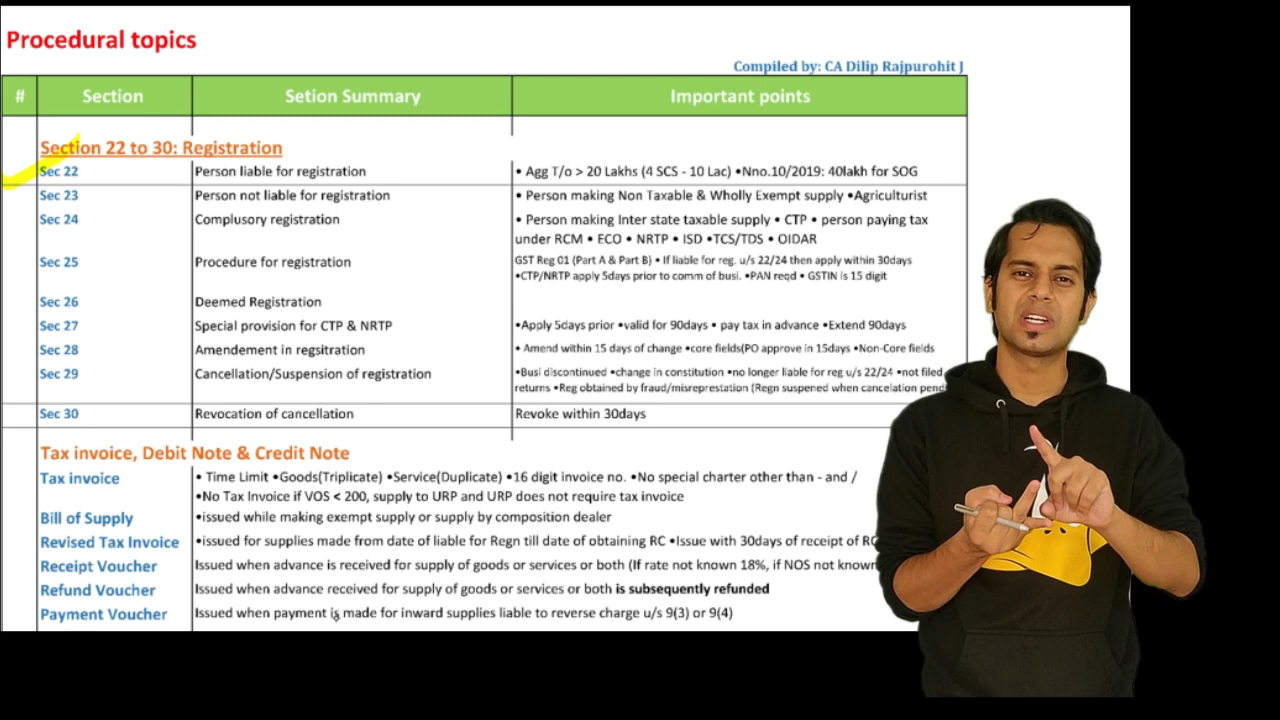 Procedural topics
Compiled by: CA Dilip Rajpurohit J
# Section Setion Summary Important points
Section 22 to 30: Registration
Sec 22 Person liable for registration • Agg T/o > 20 Lakhs (4 SCS - 10 Lac) •Nno.10/2019: 40lakh for SOG
Sec 23 Person not liable for registration • Person making Non Taxable & Wholly Exempt supply •Agriculturist
Sec 24 Complusory registration • Person making Inter state taxable supply • CTP • person paying tax
under RCM • ECO • NRTP • ISD •TCS/TDS • OIDAR
Sec 25 Procedure for registration GST Reg 01 (Part A & Part B) • If liable for reg. u/s 22/24 then apply within 30days
•CTP/NRTP apply 5days prior to comm of busi. •PAN reqd • GSTIN is 15 digit
Sec 26 Deemed Registration
Sec 27 Special provision for CTP & NRTP •Apply 5days prior •valid for 90days • pay tax in advance •Extend 90days
Sec 28 Amendement in regsitration • Amend within 15 days of change •core fields(PO approve in 15days •Non-Core fields
Sec 29 Cancellation/Suspension of registration •Busi discontinued •change in constitution •no longer liable for reg u/s 22/24 •not filed
returns •Reg obtained by fraud/misreprestation (Regn suspened when cancelation
Sec 30 Revocation of cancellation Revoke within 30days
Tax invoice, Debit Note & Credit Note
Tax invoice • Time Limit •Goods(Triplicate) •Service(Duplicate) •16 digit invoice no. •No special charter other than - and /
•No Tax Invoice if VOS < 200, supply to URP and URP does not require tax invoice
Bill of Supply •issued while making exempt supply or supply by composition dealer
Revised Tax Invoice •issued for supplies made from date of liable for Regn till date of obtaining RC •Issue with 30days of receipt of RC
Receipt Voucher Issued when advance is received for supply of goods or services or both (If rate not known 18%, if NOS not known
Refund Voucher Issued when advance received for supply of goods or services or both is subsequently refunded
Payment Voucher Issued when payment is made for inward supplies liable to reverse charge u/s 9(3) or 9(4)